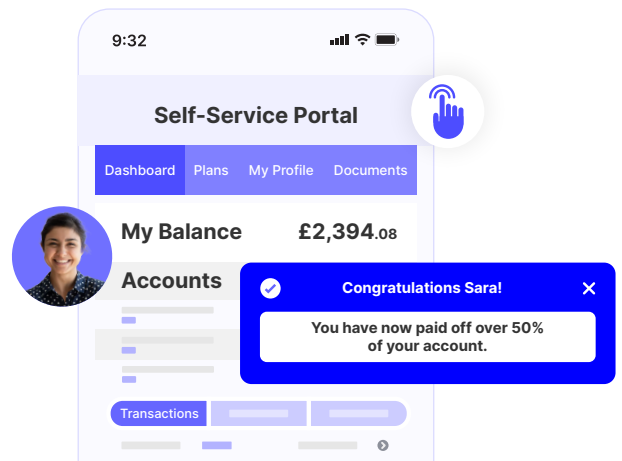 9:32
Self-Service Portal
Dashboard Plans My Profile Documents
My Balance £2,394.08
Accounts
Congratulations Sara!
You have now paid off over 50%
of your account.
Transactions